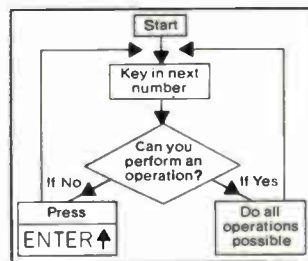 Start
Key in next
number
Can you
perform an
operation?
If No
If Yes
Press
ENTER↑
Do all
operations
possible